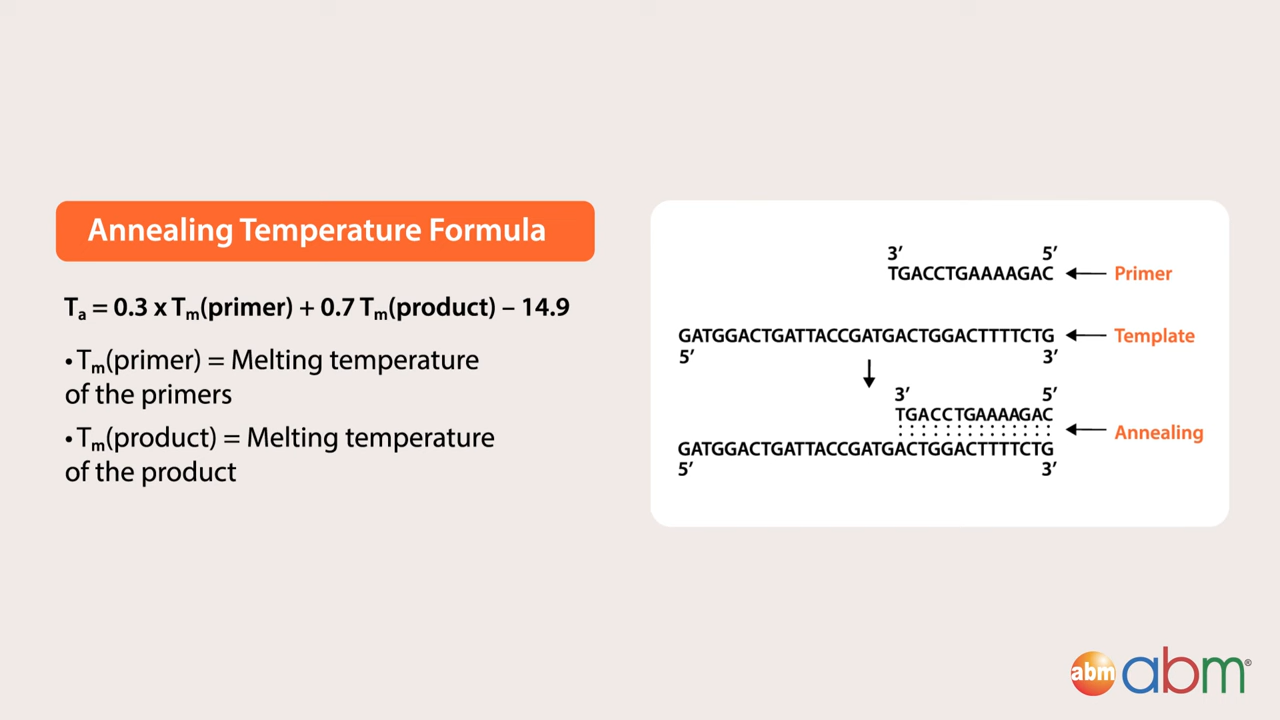 Annealing Temperature Formula
Ta = 0.3 x Tm(primer) + 0.7 Tm(product) – 14.9
•Tm(primer) = Melting temperature
of the primers
•Tm(product) = Melting temperature
of the product
3’ 5’
TGACCTGAAAAGAC Primer
GATGGACTGATTACCGATGACTGGACTTTTCTG Template
5’ 3’
3’ 5’
TGACCTGAAAAGAC
Annealing
GATGGACTGATTACCGATGACTGGACTTTTCTG
5’ 3’
abm abm®